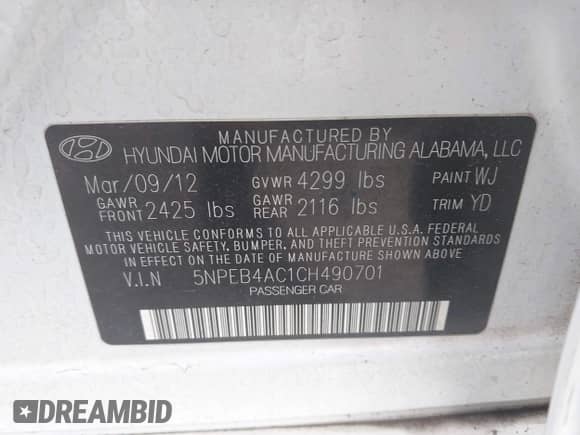 MANUFACTURED BY
HYUNDAI MOTOR MANUFACTURING ALABAMA, LLC
Mar/09/12 GVWR 4299 lbs PAINT WJ
GAWR FRONT 2425 lbs GAWR REAR 2116 lbs TRIM YD
THIS VEHICLE CONFORMS TO ALL APPLICABLE U.S.A. FEDERAL
MOTOR VEHICLE SAFETY, BUMPER, AND THEFT PREVENTION STANDARDS
IN EFFECT ON THE DATE OF MANUFACTURE SHOWN ABOVE.
V.I.N 5NPEB4AC1CH490701
PASSENGER CAR
DREAMBID